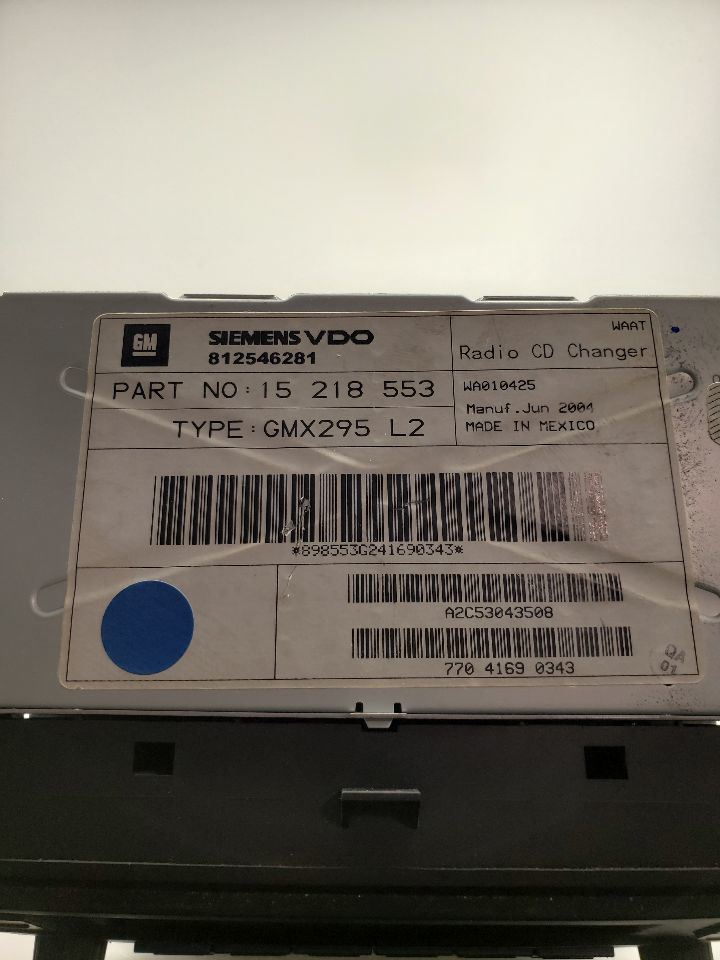 GM
SIEMENS VDO
812546281
WAAT
Radio CD Changer
PART NO: 15 218 553
WA010425
Manuf.Jun 2004
MADE IN MEXICO
TYPE: GMX295 L2
*898553G241690343*
A2C53043508
770 4169 0343
QA
01